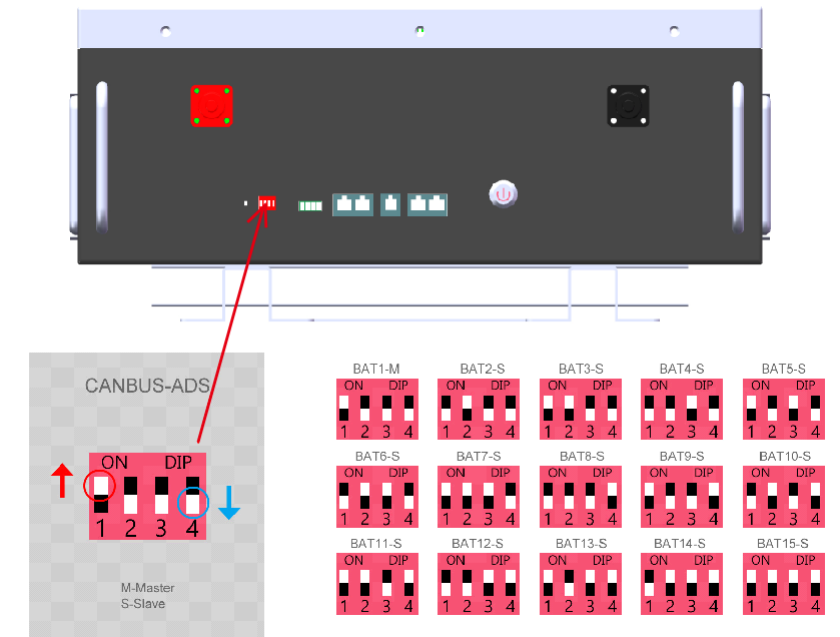 CANBUS-ADS
ON DIP
1 2 3 4
M-Master
S-Slave
BAT1-M BAT2-S BAT3-S BAT4-S BAT5-S
ON DIP ON DIP ON DIP ON DIP ON DIP
1 2 3 4 1 2 3 4 1 2 3 4 1 2 3 4 1 2 3 4
BAT6-S BAT7-S BAT8-S BAT9-S BAT10-S
ON DIP ON DIP ON DIP ON DIP ON DIP
1 2 3 4 1 2 3 4 1 2 3 4 1 2 3 4 1 2 3 4
BAT11-S BAT12-S BAT13-S BAT14-S BAT15-S
ON DIP ON DIP ON DIP ON DIP ON DIP
1 2 3 4 1 2 3 4 1 2 3 4 1 2 3 4 1 2 3 4